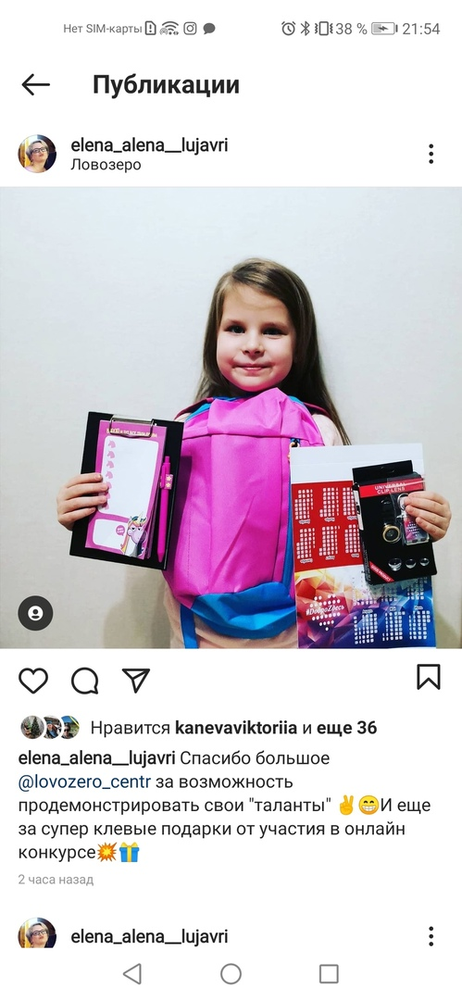 Нет SIM-карты
38 % 21:54
Публикации
elena_alena__lujavri
Ловозеро
UNIVERSAL
CLIP LENS
#ДоброЗдесь
Нравится kanevaviktoriia и еще 36
elena_alena__lujavri Спасибо большое
@lovozero_centr за возможность
продемонстрировать свои "таланты" ✌😁И еще
за супер клевые подарки от участия в онлайн
конкурсе💥🎁
2 часа назад
elena_alena__lujavri